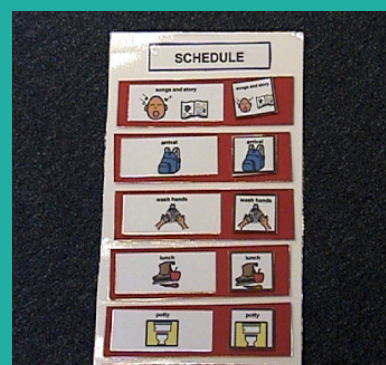 SCHEDULE
songs and story songs and story
arrival arrival
wash hands wash hands
lunch lunch
potty potty